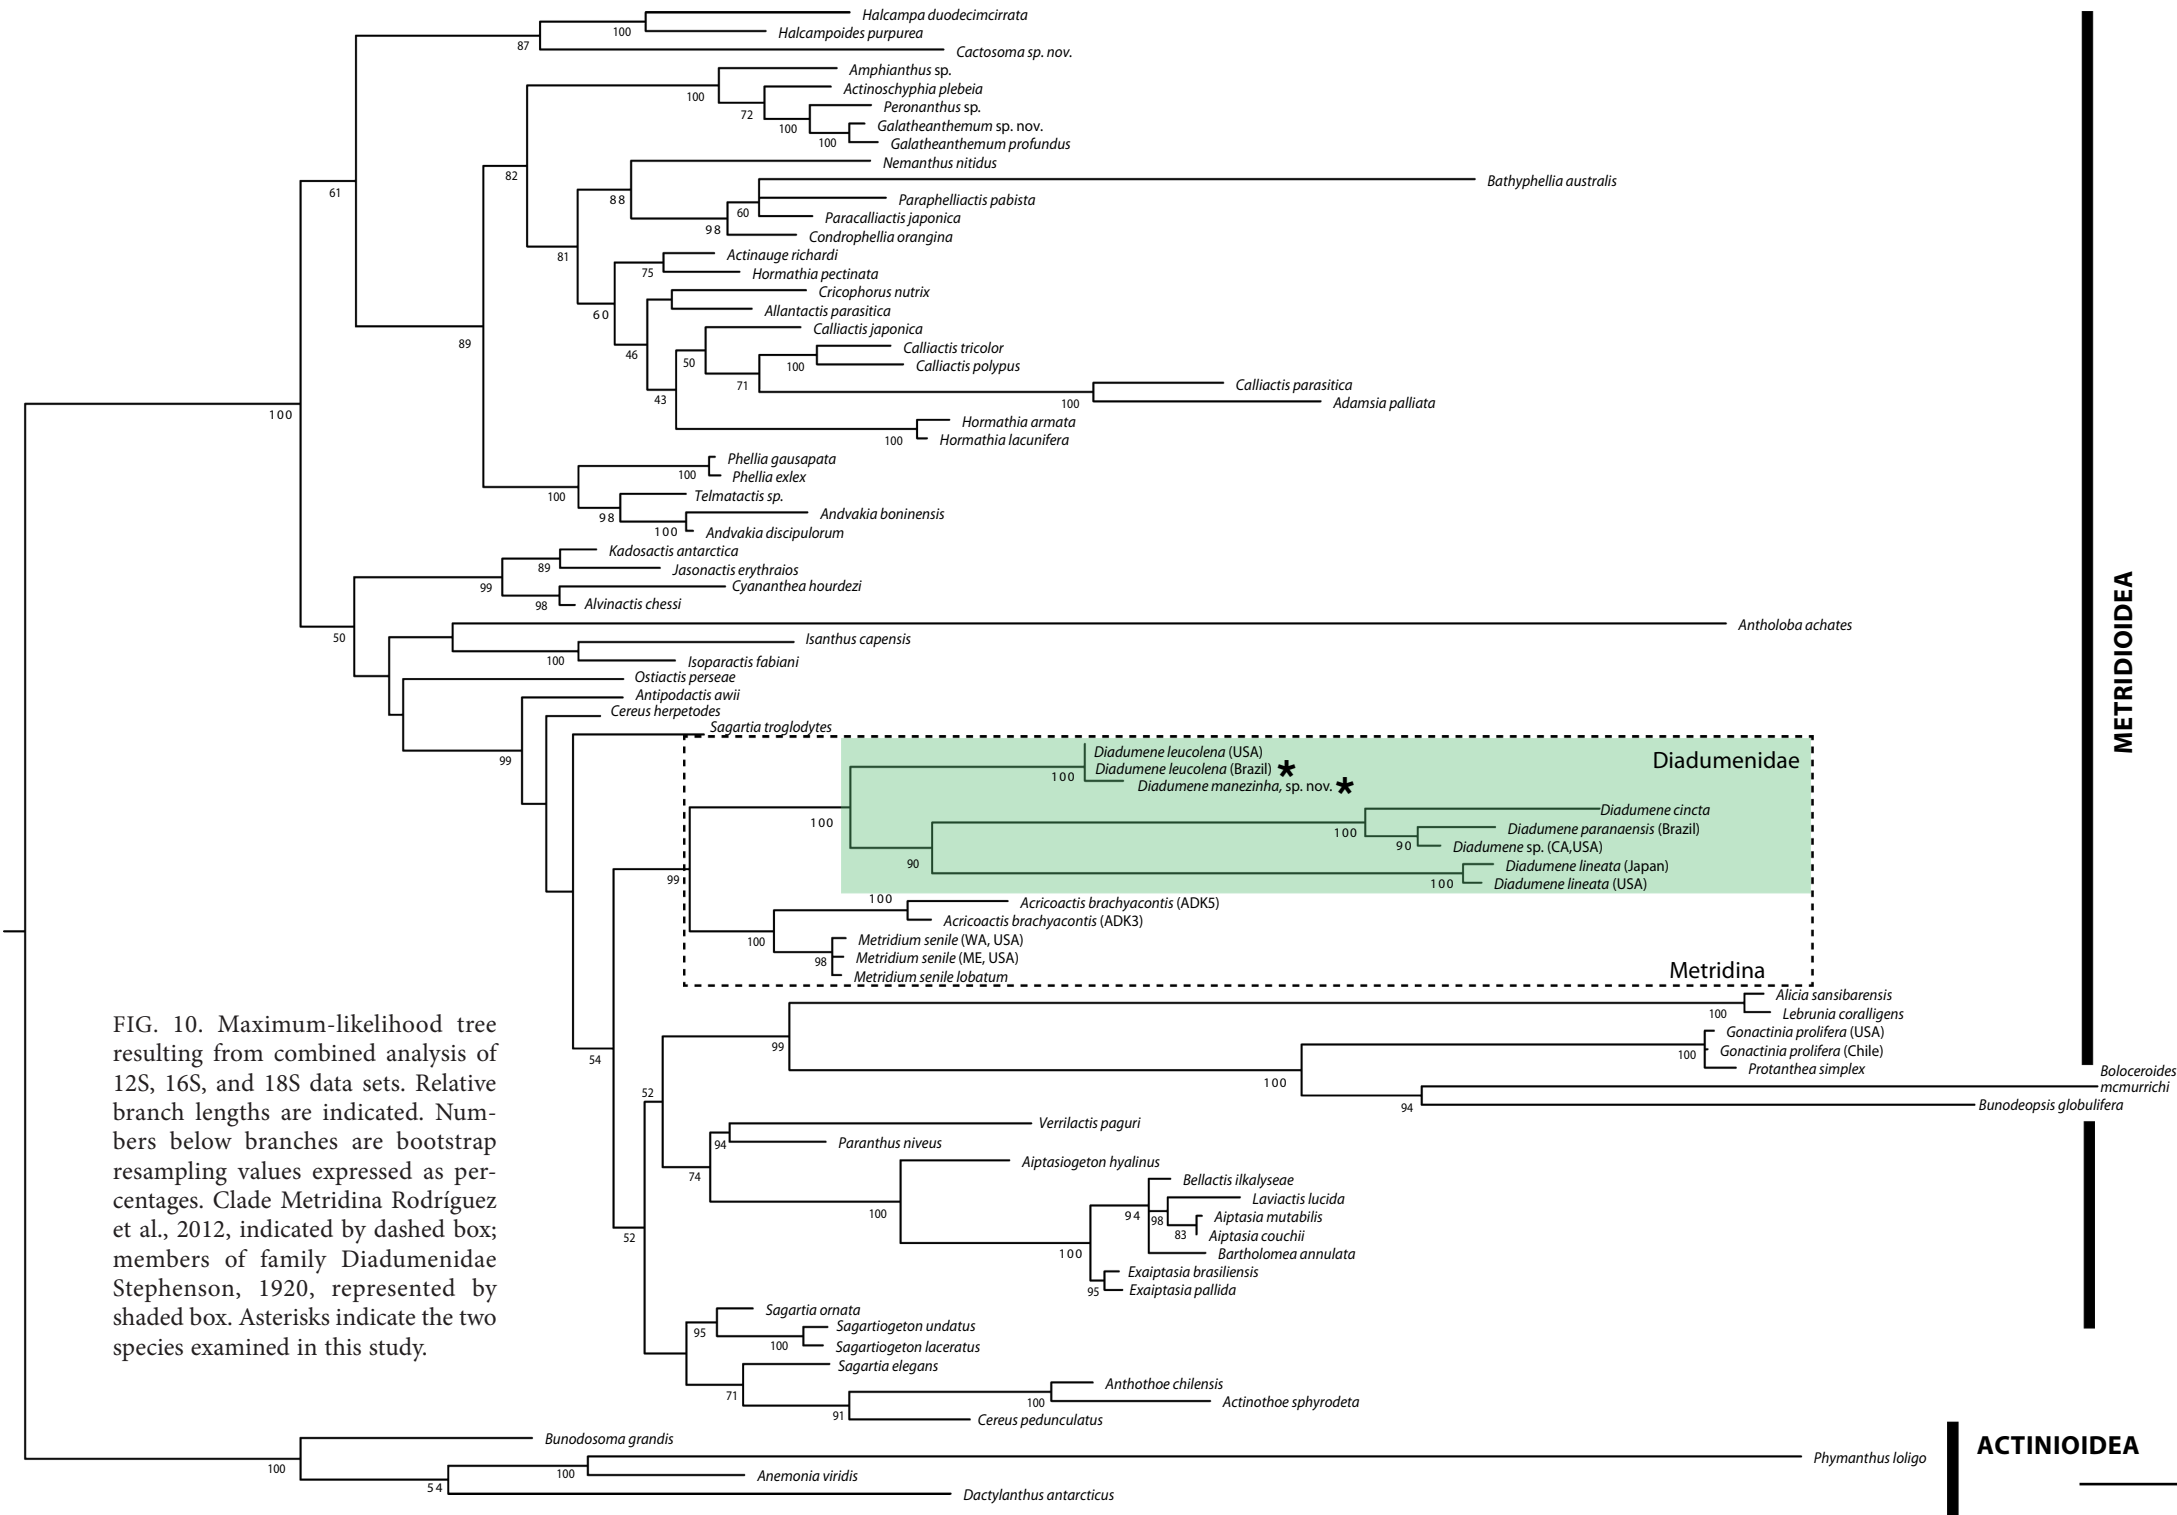 Halcampa duodecimcirrata
100
Halcampoides purpurea
87
Cactosoma sp. nov.
Amphianthus sp.
Actinoschyphia plebeia
100
Peronanthus sp.
72
Galatheanthemum sp. nov.
100
Galatheanthemum profundus
100
Nemanthus nitidus
82
Bathyphellia australis
61
88
Paraphelliactis pabista
60
Paracalliactis japonica
98
Condrophellia orangina
81
Actinauge richardi
75
Hormathia pectinata
Cricophorus nutrix
60
Allantactis parasitica
Calliactis japonica
89
46
Calliactis tricolor
50
100
Calliactis polypus
71
Calliactis parasitica
43
100
Adamsia palliata
100
Hormathia armata
100
Hormathia lacunifera
Phellia gausapata
100
Phellia exlex
100
Telmatactis sp.
98
Andvakia boninensis
100
Andvakia discipulorum
Kadosactis antarctica
89
Jasonactis erythraios
99
Cyananthea hourdezi
98
Alvinactis chessi
50
Antholoba achates
Isanthus capensis
100
Isoparactis fabiani
Ostiactis perseae
Antipodactis awii
Cereus herpetodes
Sagartia troglodytes
99
Diadumene leucolena (USA)
Diadumenidae
100
Diadumene leucolena (Brazil) *
Diadumene manezinha, sp. nov. *
Diadumene cincta
100
100
Diadumene paranaensis (Brazil)
90
Diadumene sp. (CA,USA)
90
Diadumene lineata (Japan)
99
100
Diadumene lineata (USA)
100
Acricoactis brachyacontis (ADK5)
Acricoactis brachyacontis (ADK3)
100
Metridium senile (WA, USA)
98
Metridium senile (ME, USA)
Metridium senile lobatum
Metridina
METRIDIOIDEA
Alicia sansibarensis
100
Lebrunia coralligens
Gonactinia prolifera (USA)
99
100
Gonactinia prolifera (Chile)
54
Protanthea simplex
100
Boloceroides
mcmurrichi
52
94
Bunodeopsis globulifera
Verrilactis paguri
94
Paranthus niveus
74
Aiptasiogeton hyalinus
Bellactis ilkalyseae
100
Laviactis lucida
94
98
Aiptasia mutabilis
52
83
Aiptasia couchii
100
Bartholomea annulata
Exaiptasia brasiliensis
95
Exaiptasia pallida
Sagartia ornata
95
Sagartiogeton undatus
100
Sagartiogeton laceratus
Sagartia elegans
71
Anthothoe chilensis
100
Actinothoe sphyrodeta
91
Cereus pedunculatus
Bunodosoma grandis
100
Phymanthus loligo
100
Anemonia viridis
54
Dactylanthus antarcticus
ACTINIOIDEA
FIG. 10. Maximum-likelihood tree
resulting from combined analysis of
12S, 16S, and 18S data sets. Relative
branch lengths are indicated. Num-
bers below branches are bootstrap
resampling values expressed as per-
centages. Clade Metridina Rodríguez
et al., 2012, indicated by dashed box;
members of family Diadumenidae
Stephenson, 1920, represented by
shaded box. Asterisks indicate the two
species examined in this study.